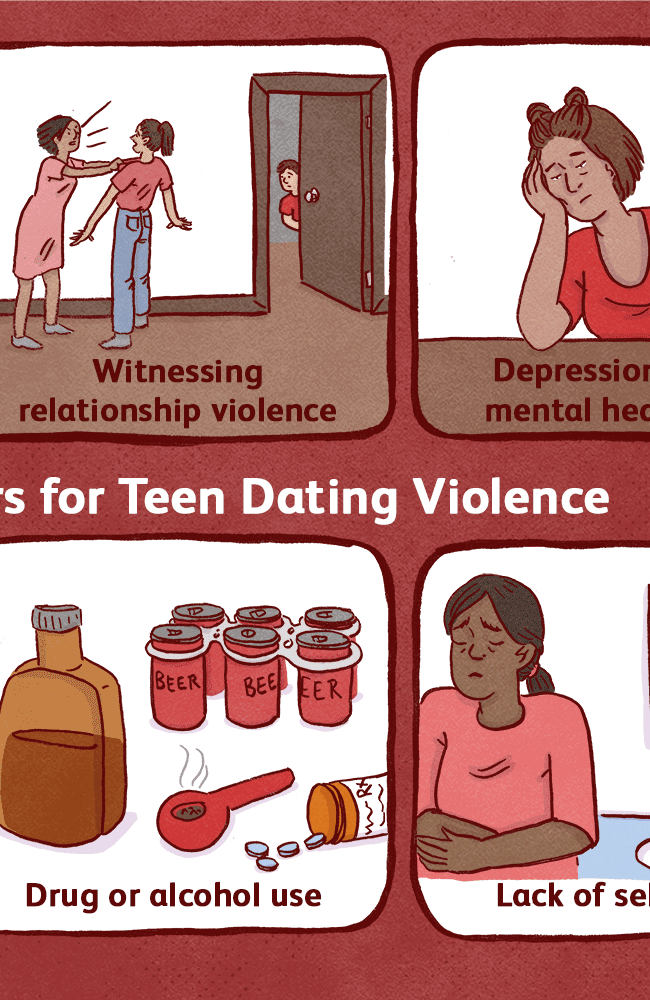 Witnessing
relationship violence
Depression
mental hea
rs for Teen Dating Violence
BEER BEE EER
Rx
Drug or alcohol use
Lack of sel